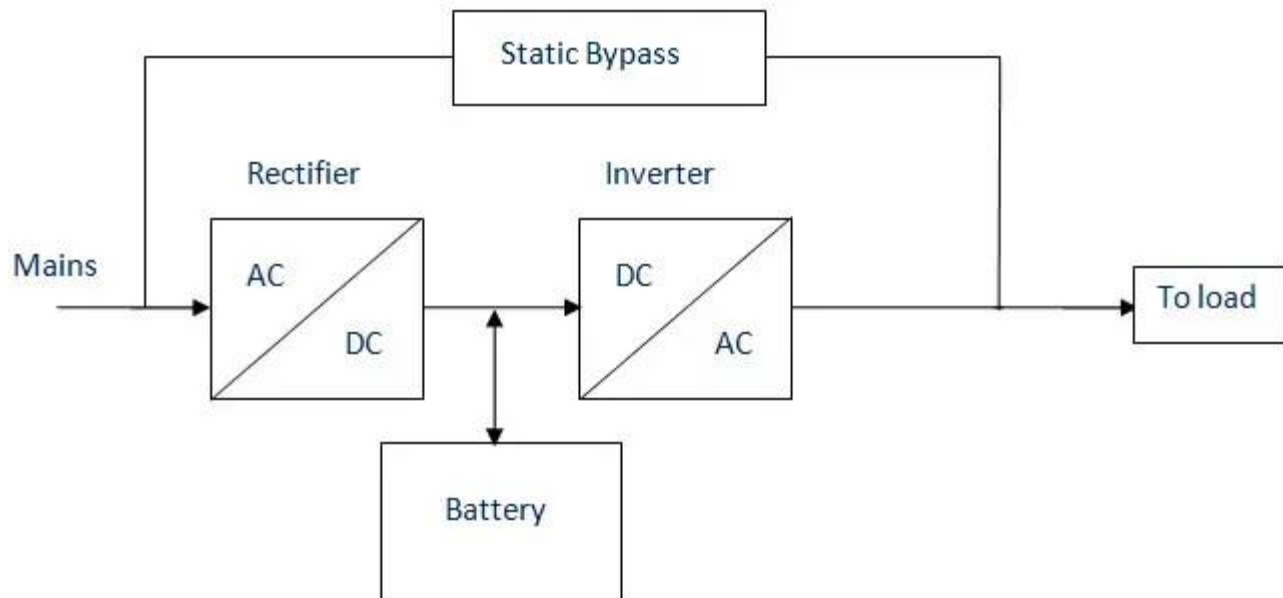 Static Bypass
Rectifier
Inverter
Mains
AC
DC
DC
AC
To load
Battery